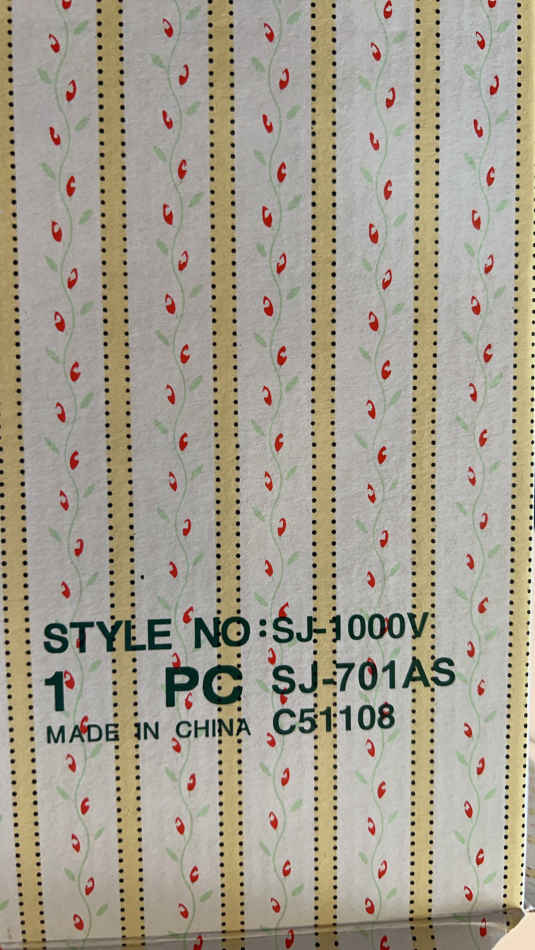 STYLE NO:SJ-1000V
1 PC SJ-701AS
MADE IN CHINA C51108